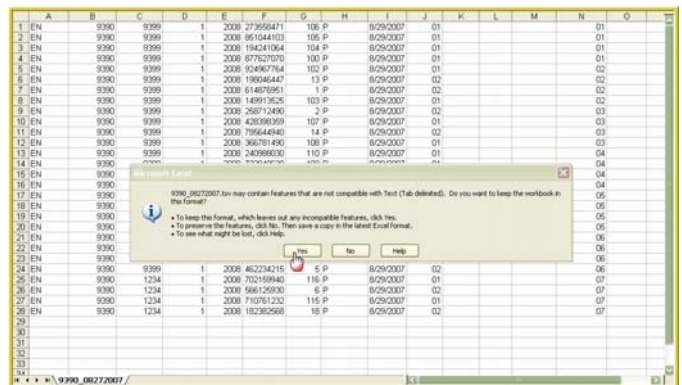 A B C D E F G H I J K L M N O
1 EN 9390 9399 1 2008 273558471 106 P 8/29/2007 01 01
2 EN 9390 9399 1 2008 851044103 105 P 8/29/2007 01 01
3 EN 9390 9399 1 2008 194241064 104 P 8/29/2007 01 01
4 EN 9390 9399 1 2008 877627070 100 P 8/29/2007 01 01
5 EN 9390 9399 1 2008 924967764 102 P 8/29/2007 01 02
6 EN 9390 9399 1 2008 198046447 13 P 8/29/2007 02 02
7 EN 9390 9399 1 2008 614876951 1 P 8/29/2007 02 02
8 EN 9390 9399 1 2008 149913525 103 P 8/29/2007 01 02
9 EN 9390 9399 1 2008 258712490 2 P 8/29/2007 02 03
10 EN 9390 9399 1 2008 428398359 107 P 8/29/2007 01 03
11 EN 9390 9399 1 2008 785644940 14 P 8/29/2007 02 03
12 EN 9390 9399 1 2008 366781490 108 P 8/29/2007 01 03
13 EN 9390 9399 1 2008 240988030 110 P 8/29/2007 01 04
14 EN 9390 04
15 EN 9390 04
16 EN 9390 04
17 EN 9390 05
18 EN 9390 05
19 EN 9390 05
20 EN 9390 05
21 EN 9390 06
22 EN 9390 06
23 EN 9390 06
Microsoft Excel
9390_08272007.tsv may contain features that are not compatible with Text (Tab delimited). Do you want to keep the workbook in
this format?
• To keep this format, which leaves out any incompatible features, click Yes.
• To preserve the features, click No. Then save a copy in the latest Excel format.
• To see what might be lost, click Help.
Yes No Help
24 EN 9390 9399 1 2008 462234215 5 P 8/29/2007 02 06
25 EN 9390 1234 1 2008 702159940 116 P 8/29/2007 01 07
26 EN 9390 1234 1 2008 566125930 6 P 8/29/2007 02 07
27 EN 9390 1234 1 2008 710761232 115 P 8/29/2007 01 07
28 EN 9390 1234 1 2008 182382568 18 P 8/29/2007 02 07
29
30
31
32
33
9390_08272007